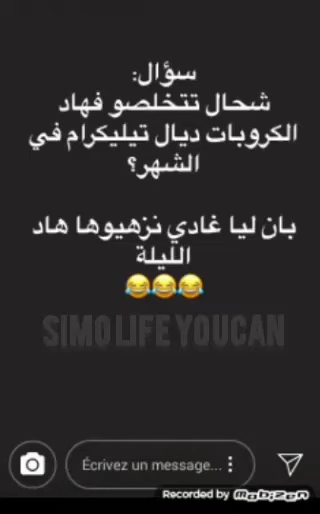 سؤال:
شحال تتخلصو فهاد
الكروبات ديال تيليكرام في
الشهر؟
بان ليا غادي نزهيوها هاد
الليلة
😂😂😂
SIMO LIFE YOUCAN
Écrivez un message...
Recorded by mobizen